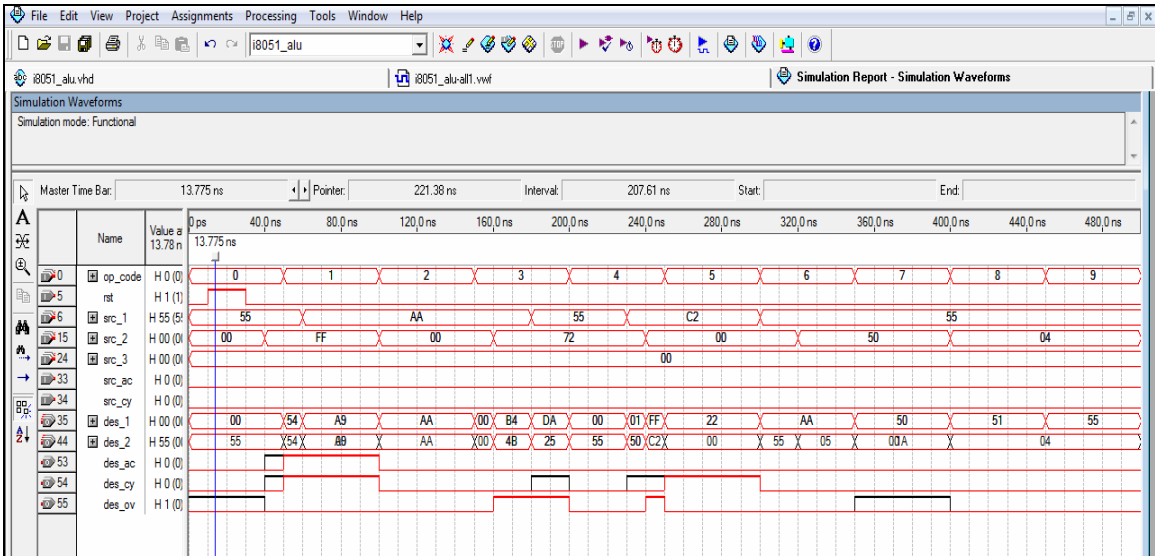 File Edit View Project Assignments Processing Tools Window Help
i8051_alu
i8051_alu.vhd i8051_alu-all1.vwf Simulation Report - Simulation Waveforms
Simulation Waveforms
Simulation mode: Functional
Master Time Bar: 13.775 ns Pointer: 221.38 ns Interval: 207.61 ns Start: End:
Name Value a 13.78 n 0 ps 40.0 ns 80.0 ns 120.0 ns 160.0 ns 200.0 ns 240.0 ns 280.0 ns 320.0 ns 360.0 ns 400.0 ns 440.0 ns 480.0 ns
13.775 ns
0 op_code H 0 (0) 0 1 2 3 4 5 6 7 8 9
5 rst H 1 (1)
6 src_1 H 55 (5 55 AA 55 C2 55
15 src_2 H 00 (0 00 FF 00 72 00 50 04
24 src_3 H 00 (0 00
33 src_ac H 0 (0)
34 src_cy H 0 (0)
35 des_1 H 00 (0 00 54 A9 AA 00 B4 DA 00 01 FF 22 AA 50 51 55
44 des_2 H 55 (0 55 54 AA 00 4B 25 55 50 C2 00 55 05 04
53 des_ac H 0 (0)
54 des_cy H 0 (0)
55 des_ov H 1 (0)